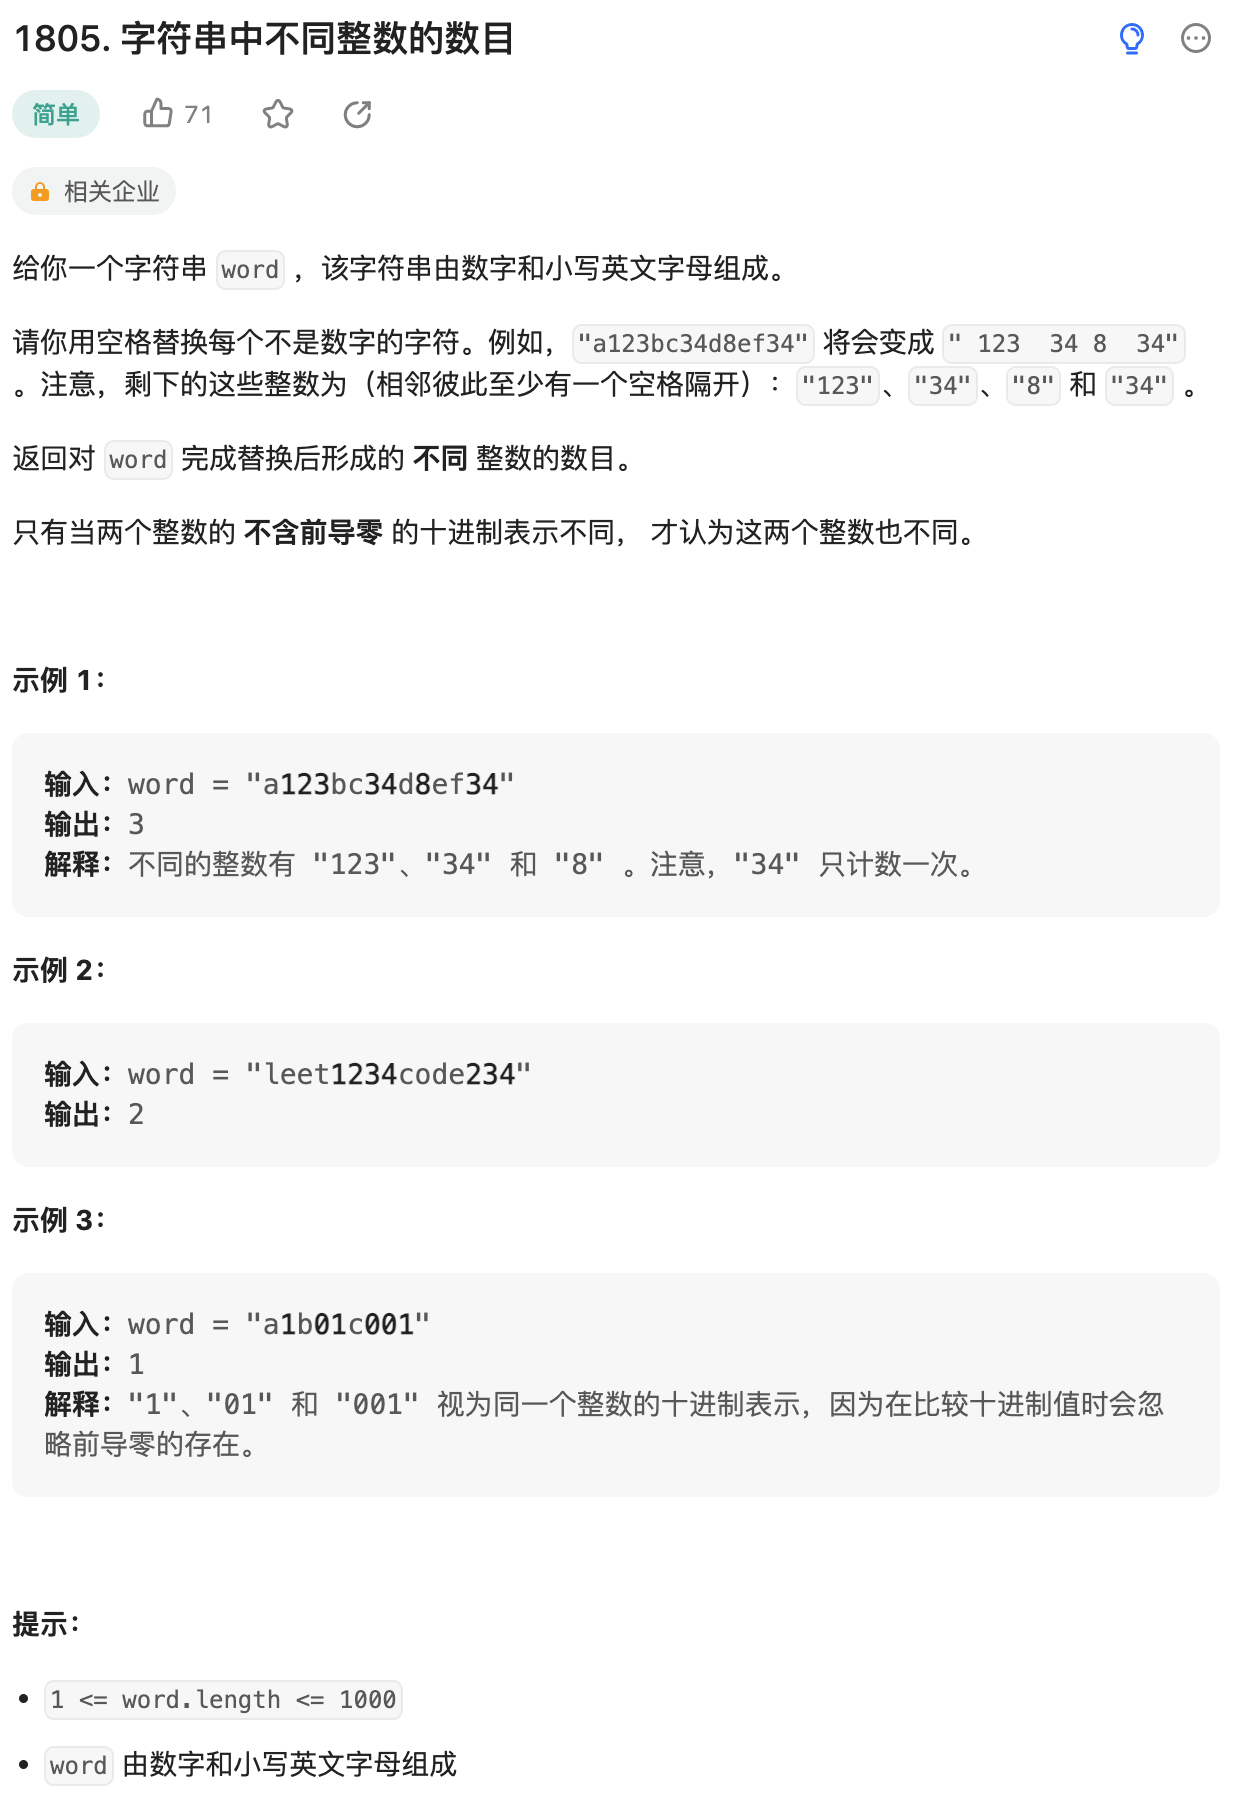 1805. 字符串中不同整数的数目
简单 71
相关企业
给你一个字符串 word ，该字符串由数字和小写英文字母组成。
请你用空格替换每个不是数字的字符。例如，"a123bc34d8ef34" 将会变成 " 123  34 8  34"
。注意，剩下的这些整数为（相邻彼此至少有一个空格隔开）："123"、"34"、"8" 和 "34" 。
返回对 word 完成替换后形成的 不同 整数的数目。
只有当两个整数的 不含前导零 的十进制表示不同， 才认为这两个整数也不同。
示例 1：
输入：word = "a123bc34d8ef34"
输出：3
解释：不同的整数有 "123"、"34" 和 "8" 。注意，"34" 只计数一次。
示例 2：
输入：word = "leet1234code234"
输出：2
示例 3：
输入：word = "a1b01c001"
输出：1
解释："1"、"01" 和 "001" 视为同一个整数的十进制表示，因为在比较十进制值时会忽
略前导零的存在。
提示：
• 1 <= word.length <= 1000
• word 由数字和小写英文字母组成